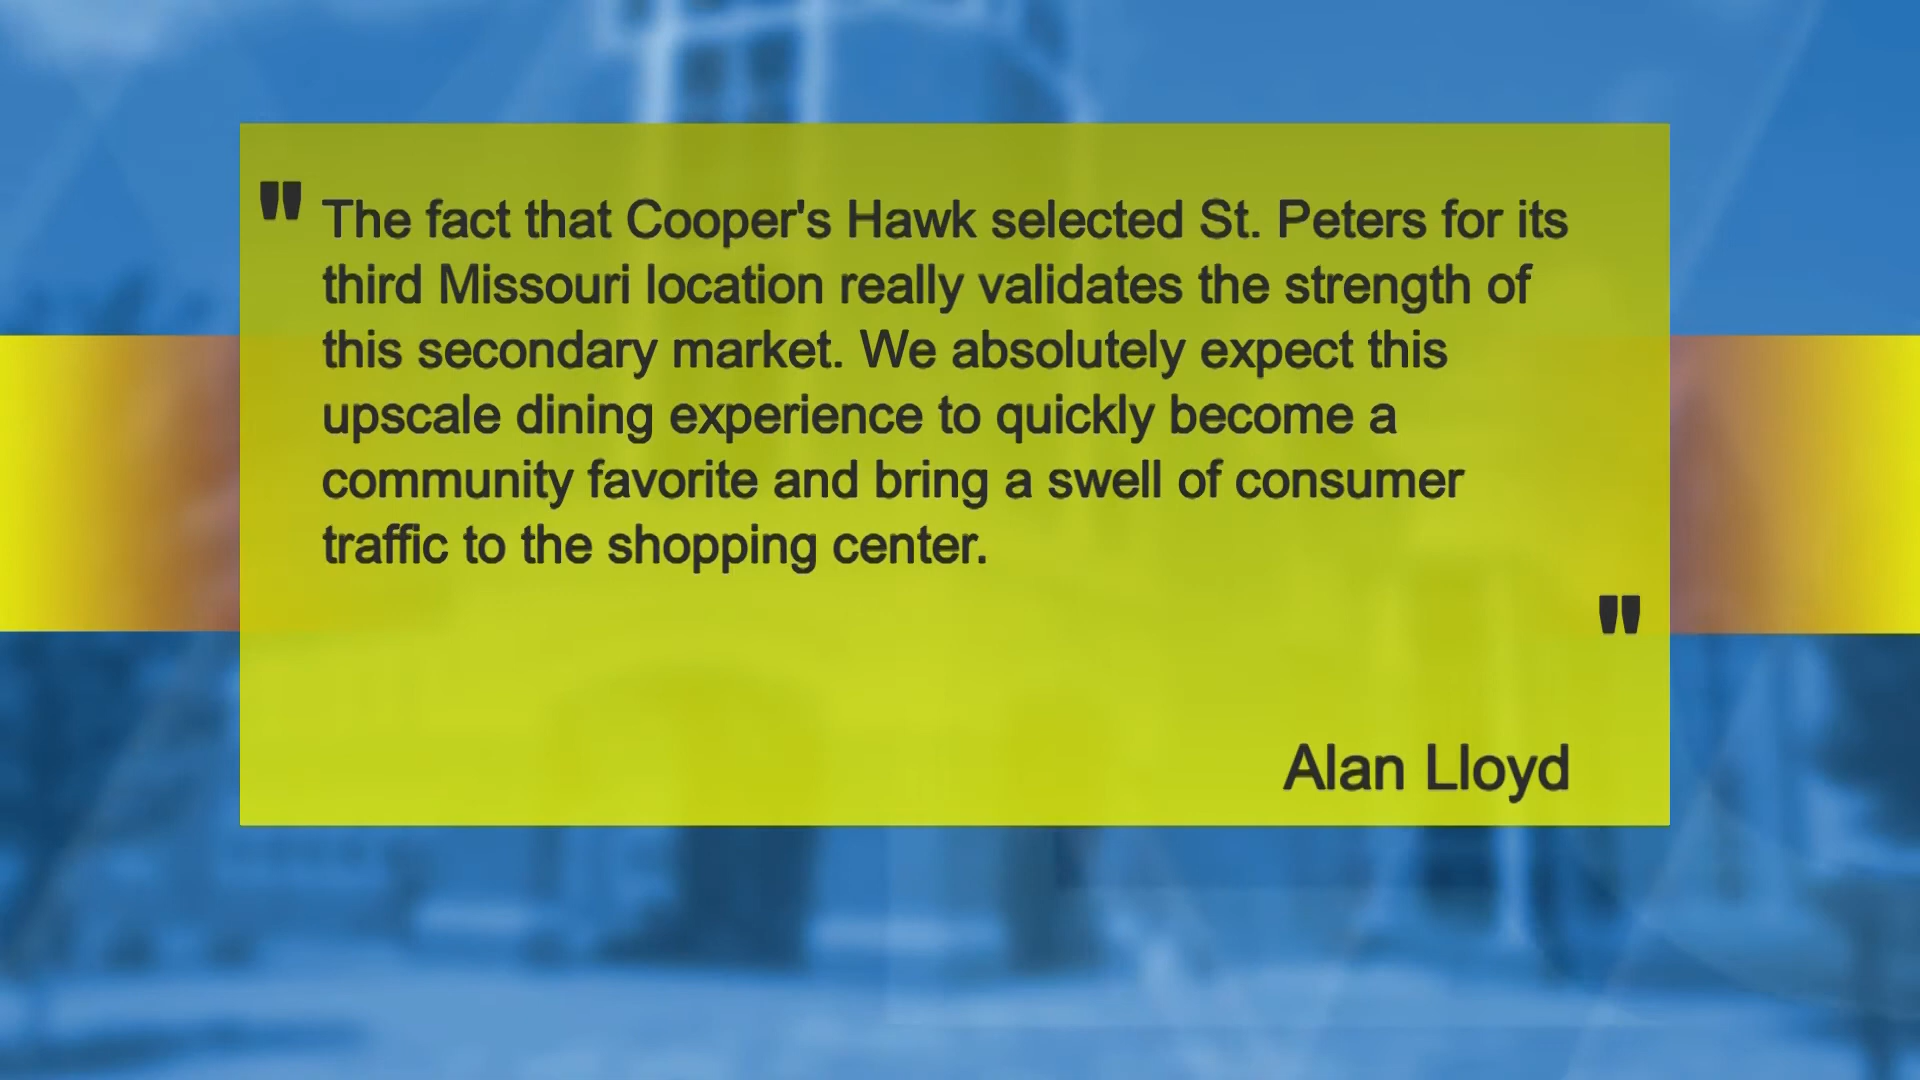 "The fact that Cooper's Hawk selected St. Peters for its
third Missouri location really validates the strength of
this secondary market. We absolutely expect this
upscale dining experience to quickly become a
community favorite and bring a swell of consumer
traffic to the shopping center.
"
Alan Lloyd